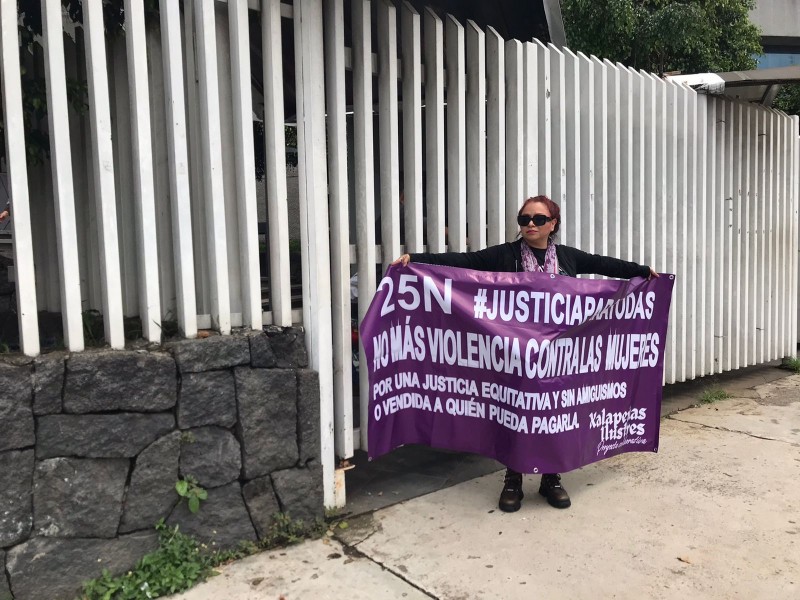 25N #JUSTICIAPARATODAS
NO MÁS VIOLENCIA CONTRA LAS MUJERES
POR UNA JUSTICIA EQUITATIVA Y SIN AMIGUISMOS
O VENDIDA A QUIÉN PUEDA PAGARLA.
Xalapeñas
Ilustres
Proyecto